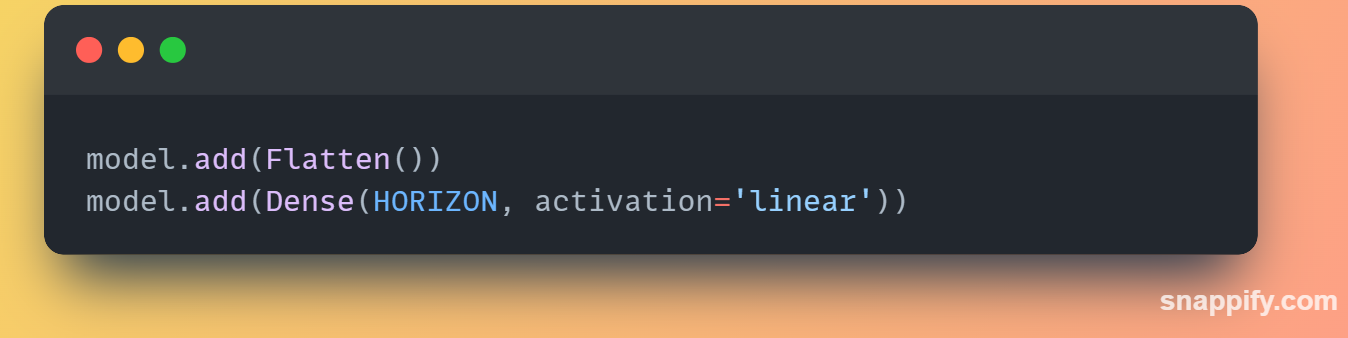 model.add(Flatten())
model.add(Dense(HORIZON, activation='linear'))
snappify.com